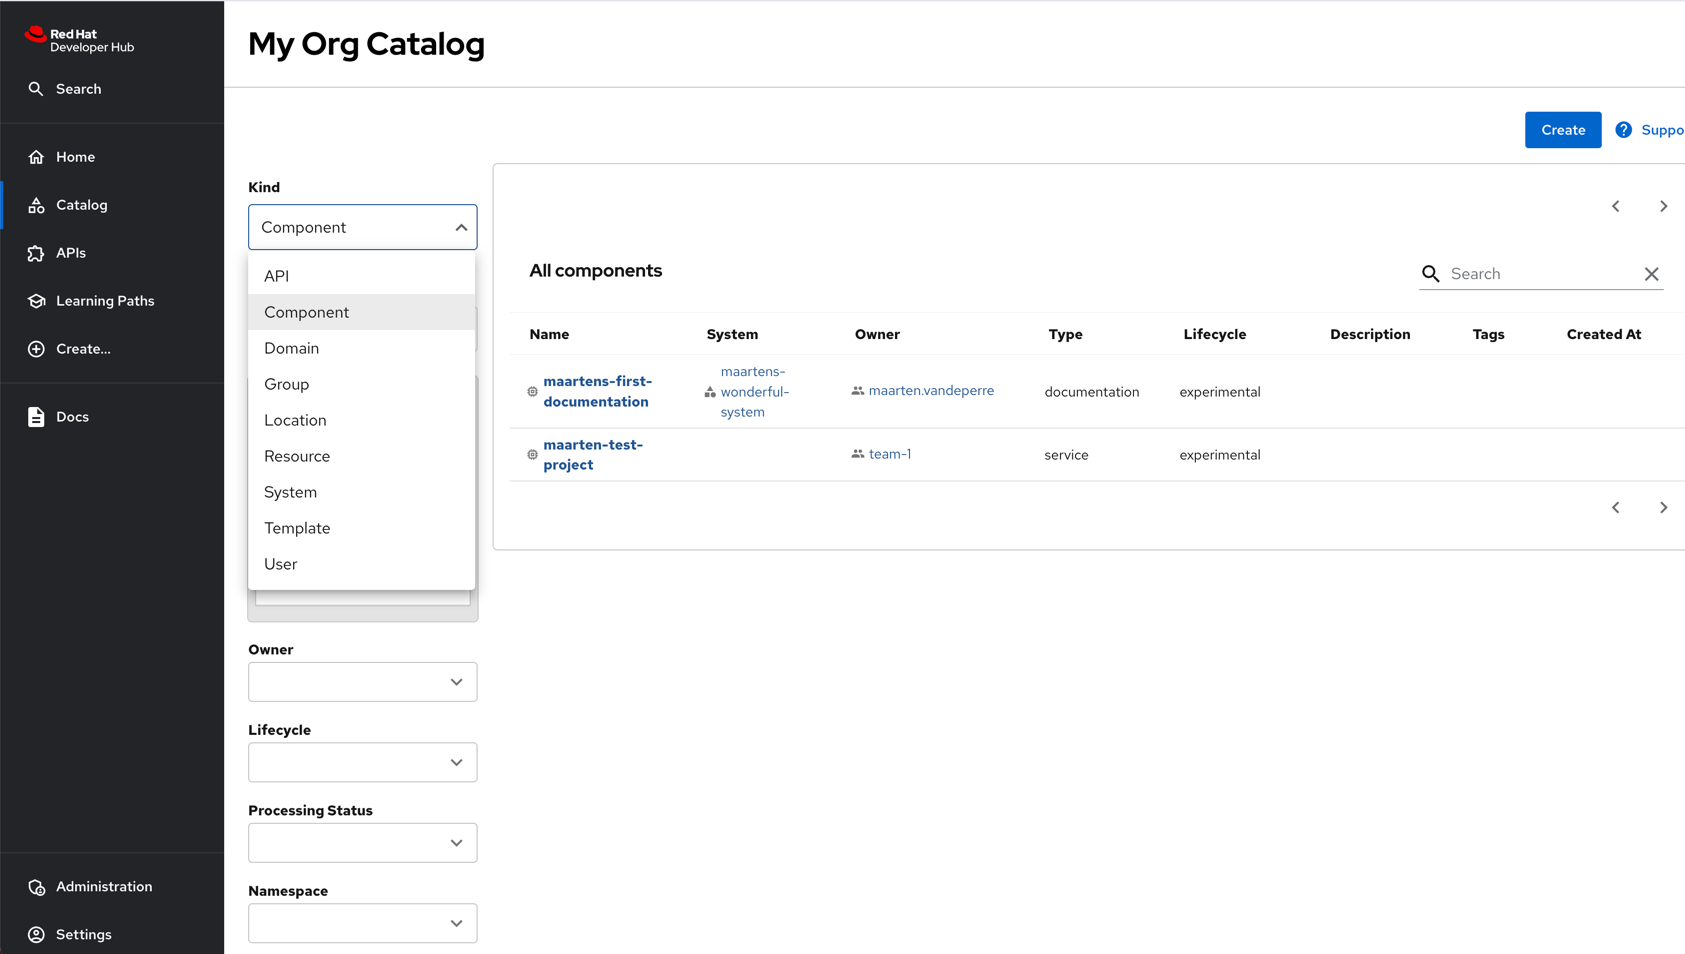 Red Hat
Developer Hub
Search
Home
Catalog
APIs
Learning Paths
Create...
Docs
Administration
Settings
My Org Catalog
Create
Suppo
Kind
Component
API
Component
Domain
Group
Location
Resource
System
Template
User
Owner
Lifecycle
Processing Status
Namespace
All components
Search
Name System Owner Type Lifecycle Description Tags Created At
maartens-first-
documentation
maartens-
wonderful-
system
maarten.vandeperre
documentation
experimental
maarten-test-
project
team-1
service
experimental